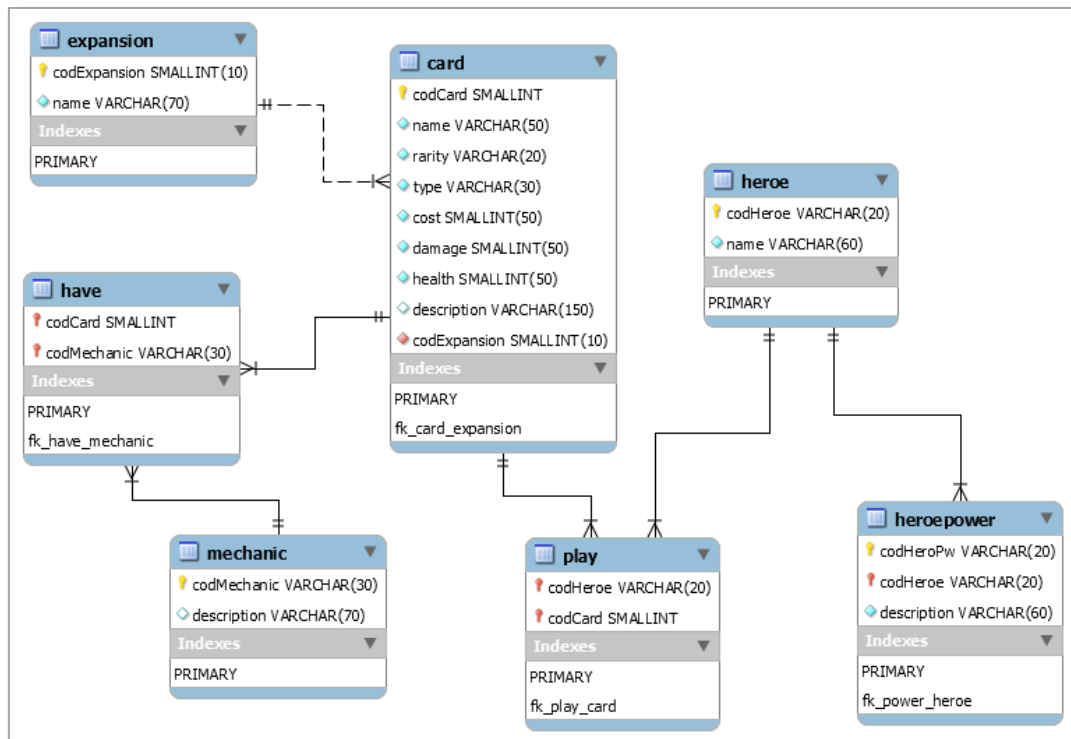 expansion
codExpansion SMALLINT(10)
name VARCHAR(70)
Indexes
PRIMARY
card
codCard SMALLINT
name VARCHAR(50)
rarity VARCHAR(20)
type VARCHAR(30)
cost SMALLINT(50)
damage SMALLINT(50)
health SMALLINT(50)
description VARCHAR(150)
codExpansion SMALLINT(10)
Indexes
PRIMARY
fk_card_expansion
heroe
codHeroe VARCHAR(20)
name VARCHAR(60)
Indexes
PRIMARY
have
codCard SMALLINT
codMechanic VARCHAR(30)
Indexes
PRIMARY
fk_have_mechanic
mechanic
codMechanic VARCHAR(30)
description VARCHAR(70)
Indexes
PRIMARY
play
codHeroe VARCHAR(20)
codCard SMALLINT
Indexes
PRIMARY
fk_play_card
heroepower
codHeroPw VARCHAR(20)
codHeroe VARCHAR(20)
description VARCHAR(60)
Indexes
PRIMARY
fk_power_heroe